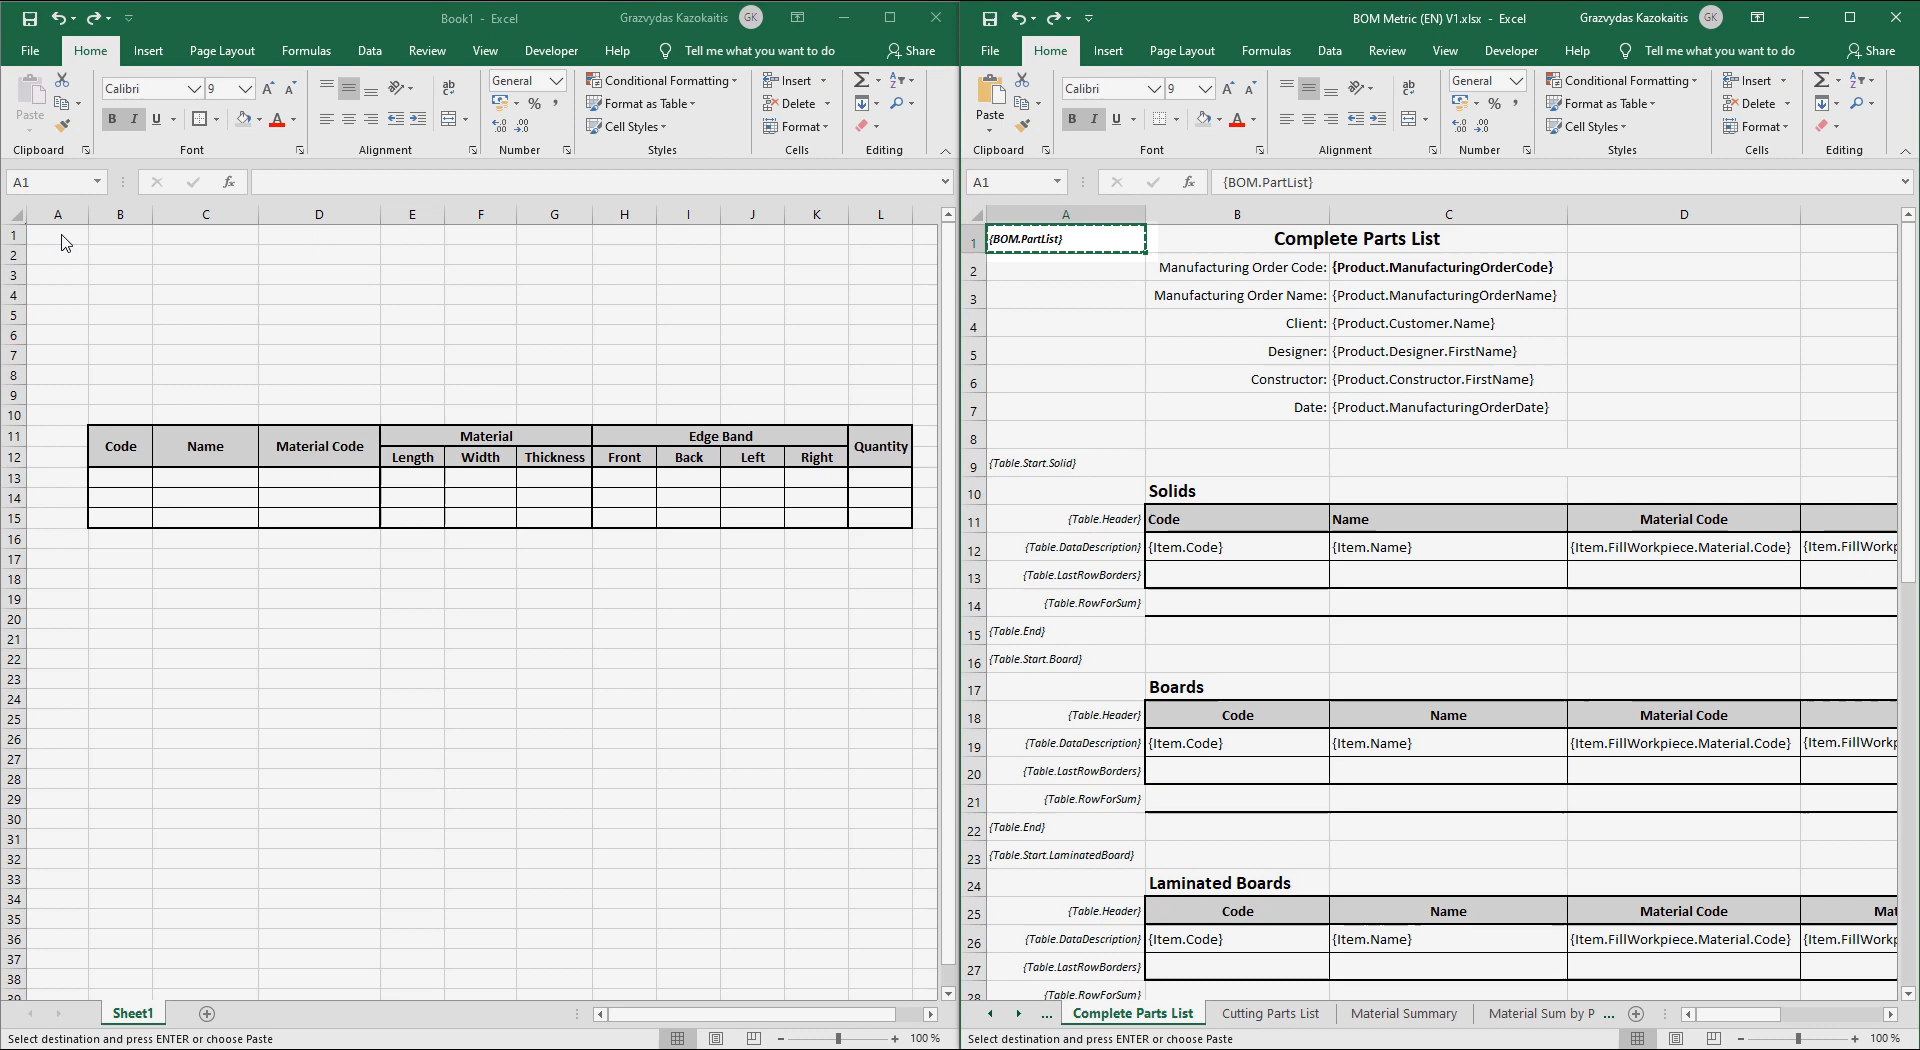 Book1 - Excel
Grazvydas Kazokaitis GK
File Home Insert Page Layout Formulas Data Review View Developer Help Tell me what you want to do Share
Paste
Calibri 9
B I U
ab
General
% ,
Conditional Formatting
Format as Table
Cell Styles
Insert
Delete
Format
Clipboard Font Alignment Number Styles Cells Editing
A1 fx
A B C D E F G H I J K L
1
2
3
4
5
6
7
8
9
10
11 Code Name Material Code Material Edge Band Quantity
12 Length Width Thickness Front Back Left Right
13
14
15
16
17
18
19
20
21
22
23
24
25
26
27
28
29
30
31
32
33
34
35
36
37
38
39
Sheet1
Select destination and press ENTER or choose Paste 100 %
BOM Metric (EN) V1.xlsx - Excel
Grazvydas Kazokaitis GK
File Home Insert Page Layout Formulas Data Review View Developer Help Tell me what you want to do Share
Paste
Calibri 9
B I U
ab
General
% ,
Conditional Formatting
Format as Table
Cell Styles
Insert
Delete
Format
Clipboard Font Alignment Number Styles Cells Editing
A1 fx {BOM.PartList}
A B C D
1 {BOM.PartList} Complete Parts List
2 Manufacturing Order Code: {Product.ManufacturingOrderCode}
3 Manufacturing Order Name: {Product.ManufacturingOrderName}
4 Client: {Product.Customer.Name}
5 Designer: {Product.Designer.FirstName}
6 Constructor: {Product.Constructor.FirstName}
7 Date: {Product.ManufacturingOrderDate}
8
9 {Table.Start.Solid}
10 Solids
11 {Table.Header} Code Name Material Code
12 {Table.DataDescription} {Item.Code} {Item.Name} {Item.FillWorkpiece.Material.Code} {Item.FillWorkp
13 {Table.LastRowBorders}
14 {Table.RowForSum}
15 {Table.End}
16 {Table.Start.Board}
17 Boards
18 {Table.Header} Code Name Material Code
19 {Table.DataDescription} {Item.Code} {Item.Name} {Item.FillWorkpiece.Material.Code} {Item.FillWorkp
20 {Table.LastRowBorders}
21 {Table.RowForSum}
22 {Table.End}
23 {Table.Start.LaminatedBoard}
24 Laminated Boards
25 {Table.Header} Code Name Material Code Mat
26 {Table.DataDescription} {Item.Code} {Item.Name} {Item.FillWorkpiece.Material.Code} {Item.FillWorkp
27 {Table.LastRowBorders}
28 {Table.RowForSum}
... Complete Parts List Cutting Parts List Material Summary Material Sum by P ...
Select destination and press ENTER or choose Paste 100 %